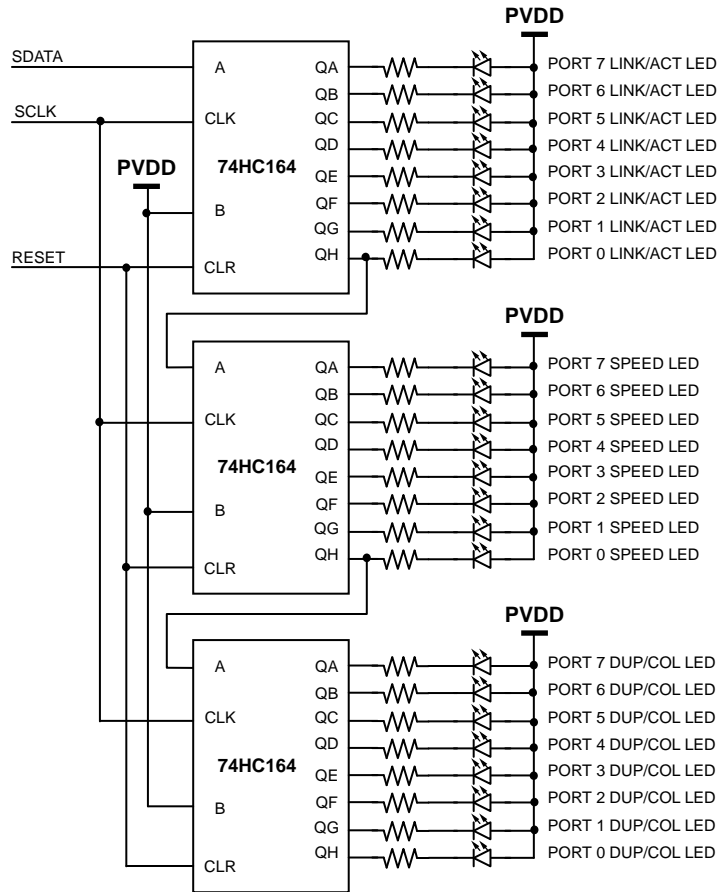 PVDD
SDATA
A QA PORT 7 LINK/ACT LED
QB PORT 6 LINK/ACT LED
SCLK
CLK QC PORT 5 LINK/ACT LED
QD PORT 4 LINK/ACT LED
PVDD 74HC164
QE PORT 3 LINK/ACT LED
QF PORT 2 LINK/ACT LED
B
QG PORT 1 LINK/ACT LED
QH PORT 0 LINK/ACT LED
RESET
CLR
PVDD
A QA PORT 7 SPEED LED
QB PORT 6 SPEED LED
CLK QC PORT 5 SPEED LED
QD PORT 4 SPEED LED
74HC164
QE PORT 3 SPEED LED
QF PORT 2 SPEED LED
B
QG PORT 1 SPEED LED
QH PORT 0 SPEED LED
CLR
PVDD
A QA PORT 7 DUP/COL LED
QB PORT 6 DUP/COL LED
CLK QC PORT 5 DUP/COL LED
QD PORT 4 DUP/COL LED
74HC164
QE PORT 3 DUP/COL LED
QF PORT 2 DUP/COL LED
B
QG PORT 1 DUP/COL LED
QH PORT 0 DUP/COL LED
CLR